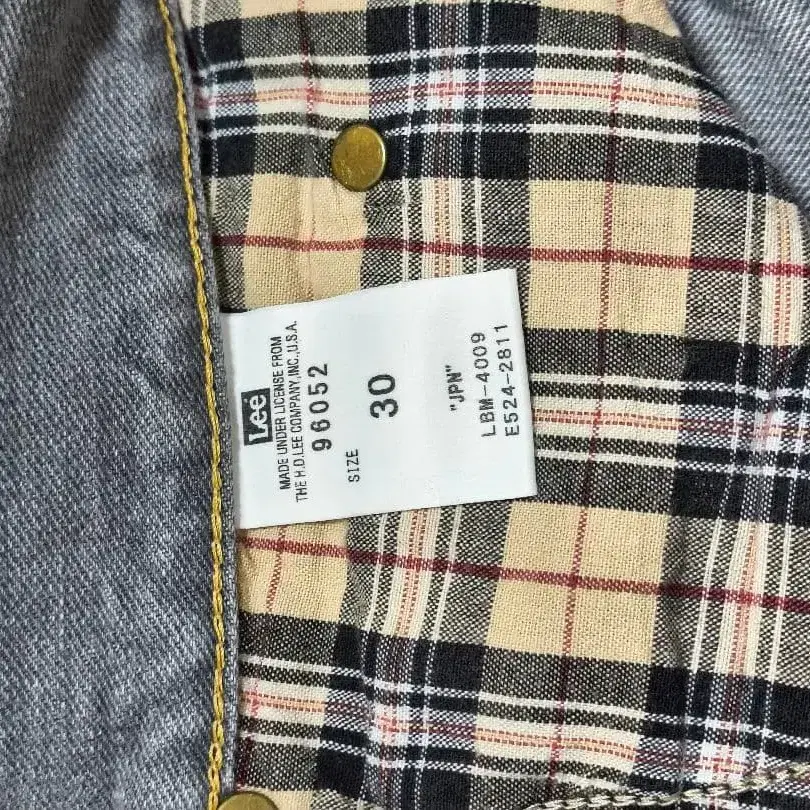 Lee
MADE UNDER LICENSE FROM
THE H.D.LEE COMPANY,INC.,U.S.A.
96052
SIZE
30
"JPN"
LBM-4009
E524-2811